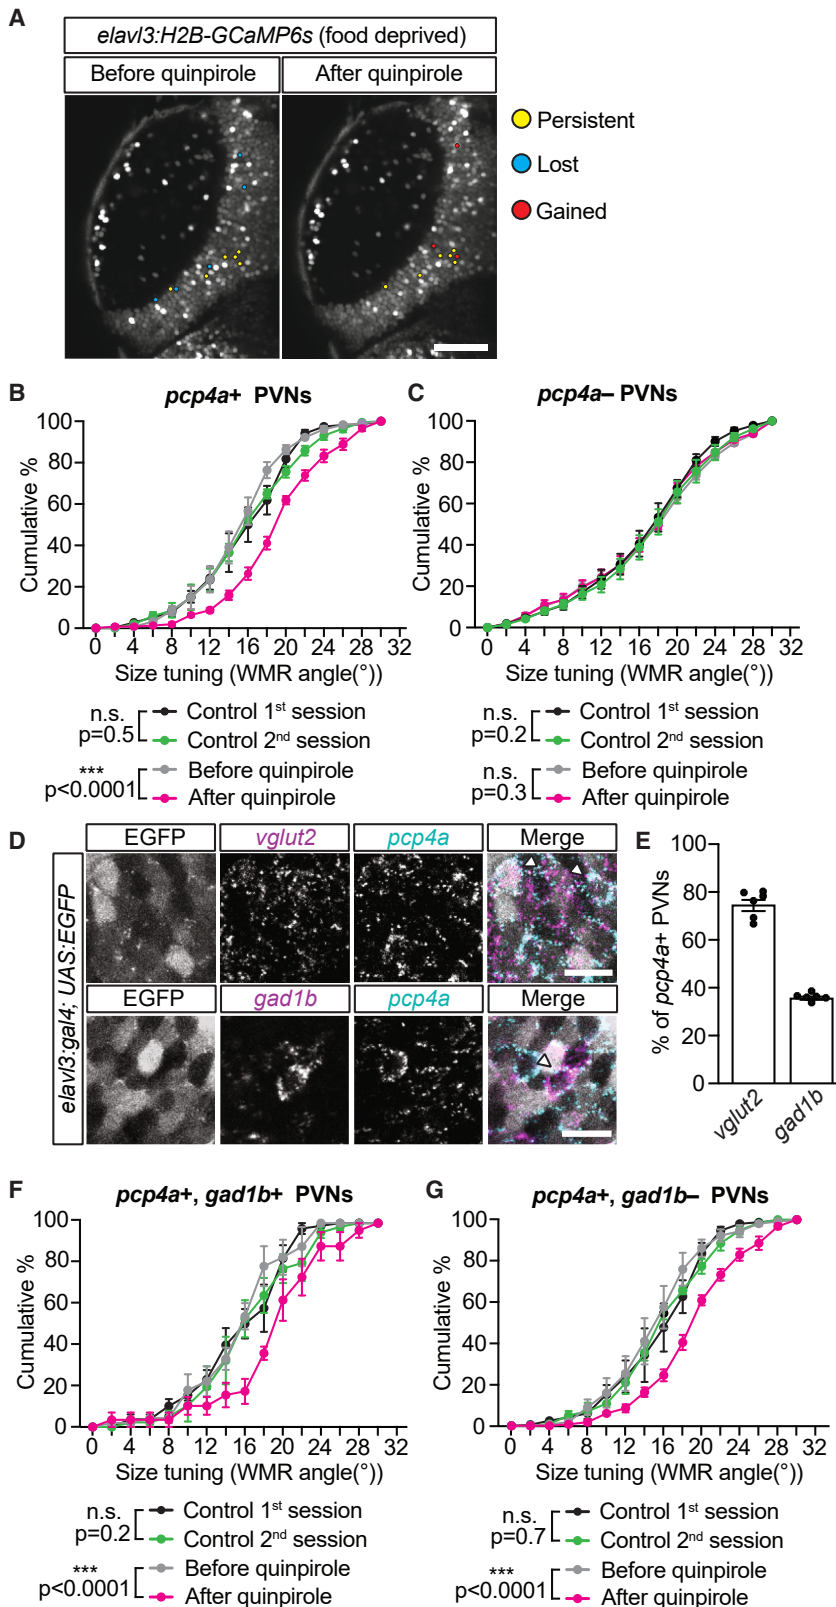 A
elavl3:H2B-GCaMP6s (food deprived)
Before quinpirole
After quinpirole
Persistent
Lost
Gained
B
pcp4a+ PVNs
100
80
60
40
20
0
Cumulative %
0 4 8 12 16 20 24 28 32
Size tuning (WMR angle(°))
n.s.
p=0.5
Control 1st session
Control 2nd session
***
p<0.0001
Before quinpirole
After quinpirole
C
pcp4a– PVNs
100
80
60
40
20
0
Cumulative %
0 4 8 12 16 20 24 28 32
Size tuning (WMR angle(°))
n.s.
p=0.2
Control 1st session
Control 2nd session
n.s.
p=0.3
Before quinpirole
After quinpirole
D
elavl3:gal4; UAS:EGFP
EGFP
vglut2
pcp4a
Merge
EGFP
gad1b
pcp4a
Merge
E
100
80
60
40
20
0
% of pcp4a+ PVNs
vglut2
gad1b
F
pcp4a+, gad1b+ PVNs
100
80
60
40
20
0
Cumulative %
0 4 8 12 16 20 24 28 32
Size tuning (WMR angle(°))
n.s.
p=0.2
Control 1st session
Control 2nd session
***
p<0.0001
Before quinpirole
After quinpirole
G
pcp4a+, gad1b– PVNs
100
80
60
40
20
0
Cumulative %
0 4 8 12 16 20 24 28 32
Size tuning (WMR angle(°))
n.s.
p=0.7
Control 1st session
Control 2nd session
***
p<0.0001
Before quinpirole
After quinpirole